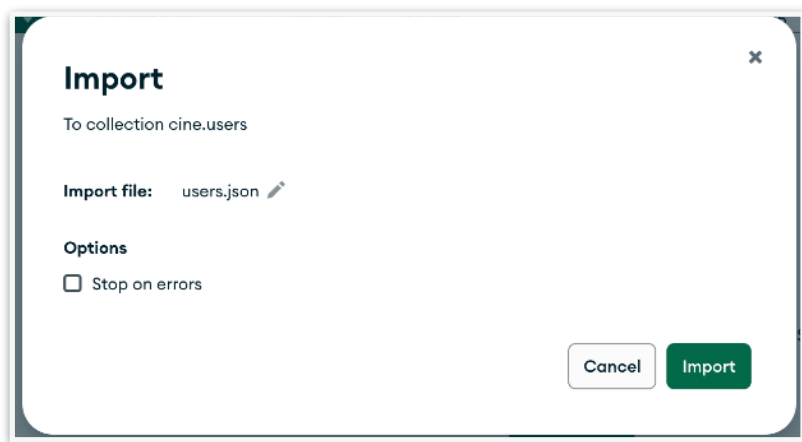 Import
To collection cine.users
Import file: users.json
Options
Stop on errors
Cancel Import